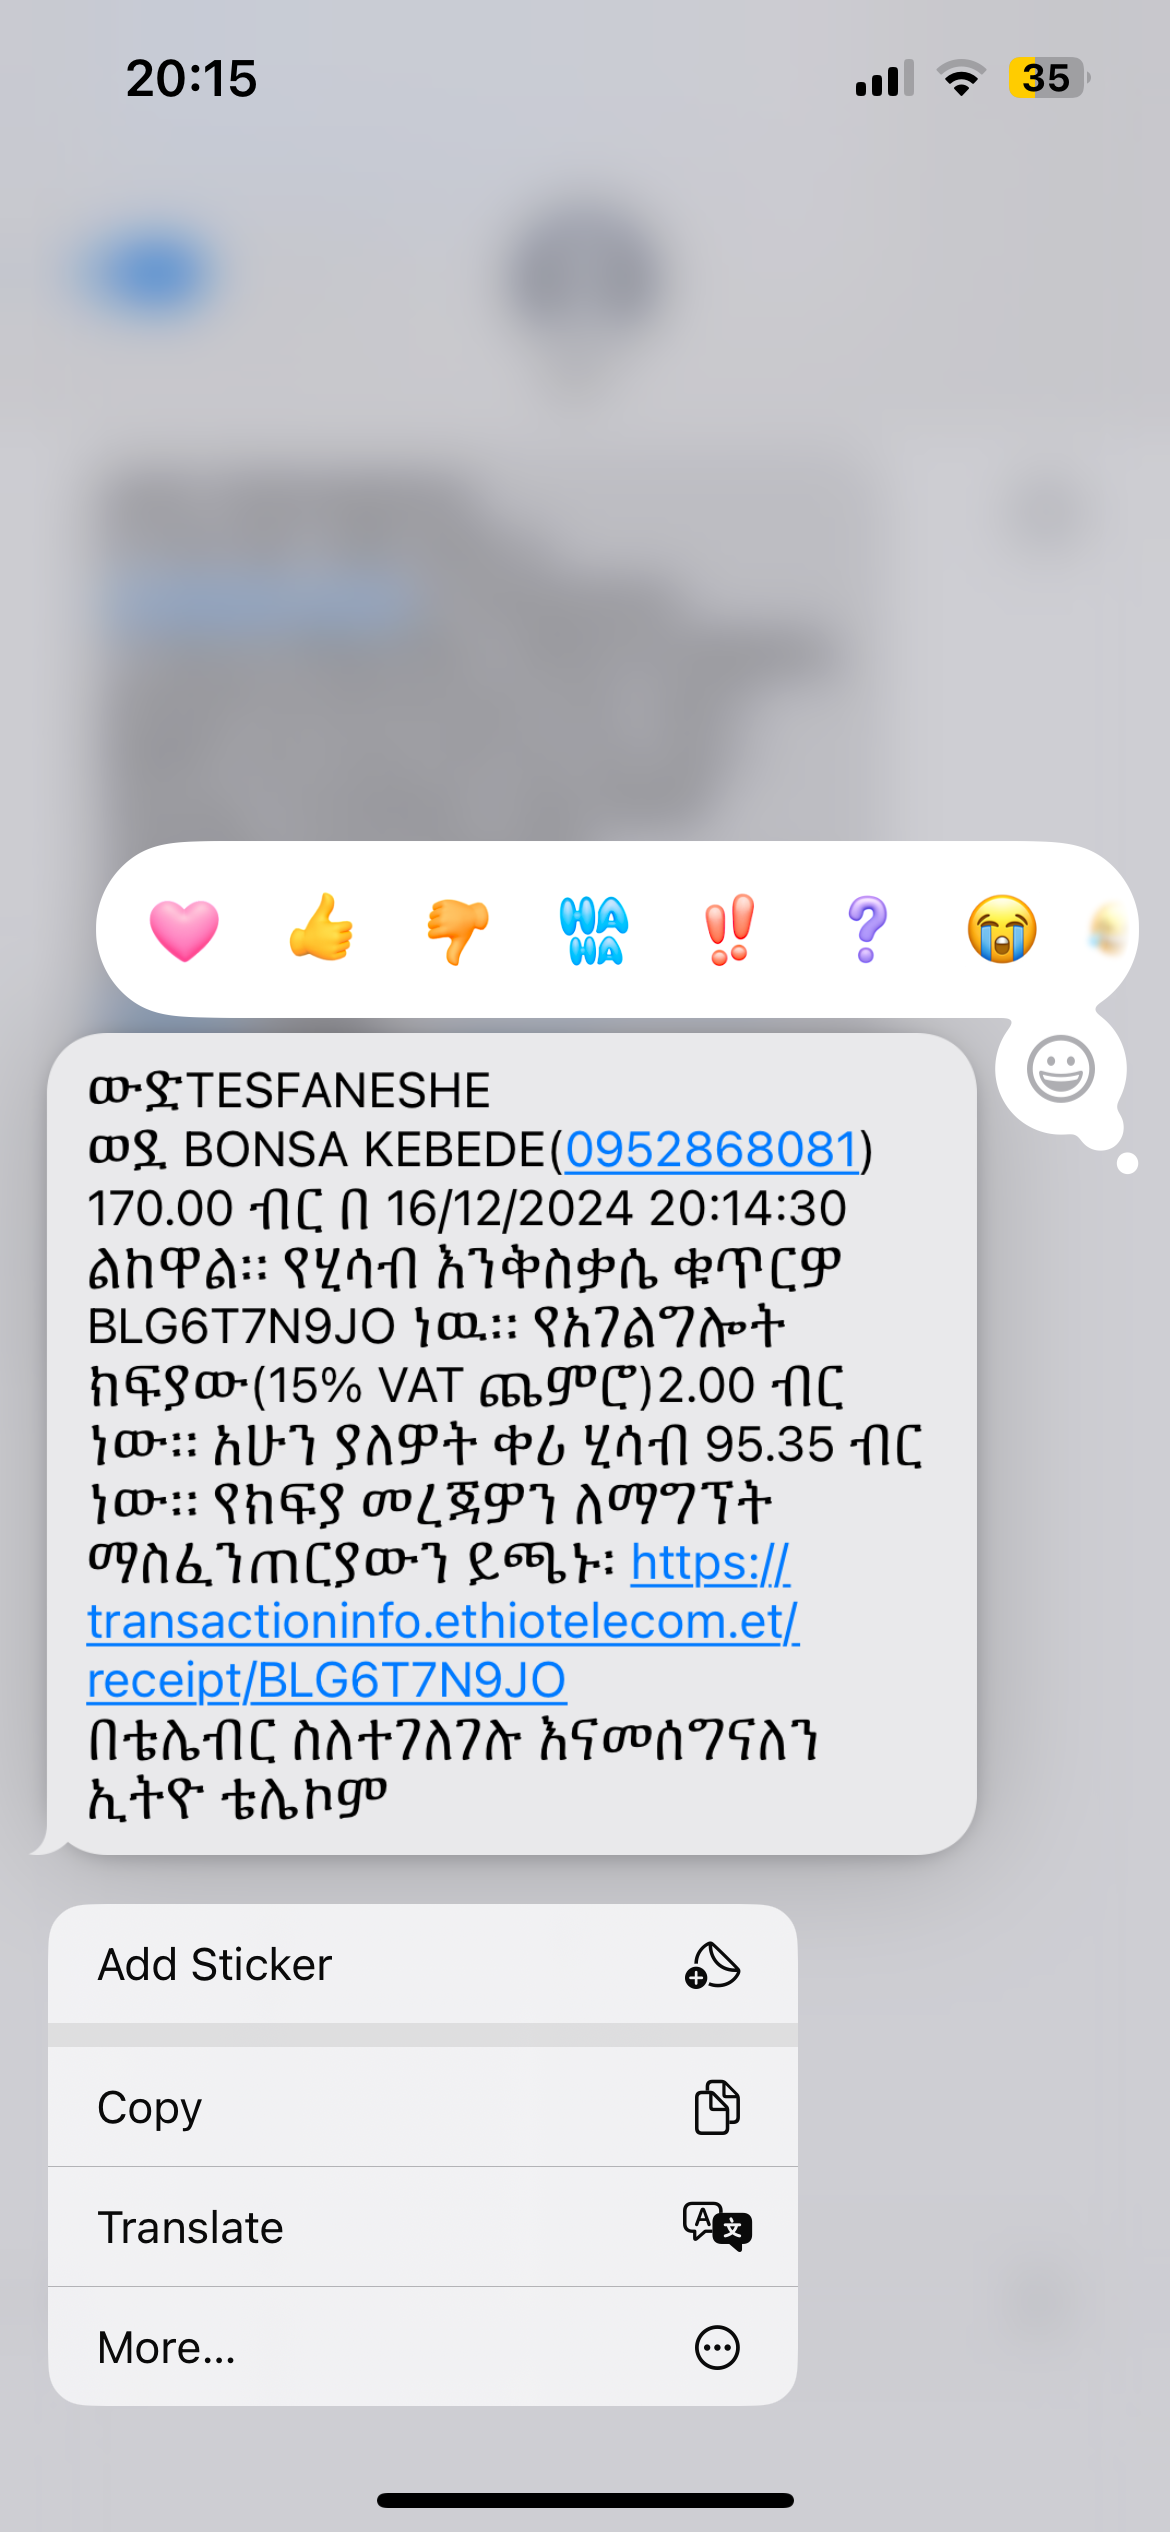 20:15
35
HA
HA
ውድTESFANESHE
ወደ BONSA KEBEDE(0952868081)
170.00 ብር በ 16/12/2024 20:14:30
ልከዋል። የሂሳብ እንቅስቃሴ ቁጥርዎ
BLG6T7N9JO ነዉ። የአገልግሎት
ክፍያው(15% VAT ጨምሮ)2.00 ብር
ነው። አሁን ያለዎት ቀሪ ሂሳብ 95.35 ብር
ነው። የክፍያ መረጃዎን ለማግኘት
ማስፈንጠርያውን ይጫኑ፡ https://
transactioninfo.ethiotelecom.et/
receipt/BLG6T7N9JO
በቴሌብር ስለተገለገሉ እናመሰግናለን
ኢትዮ ቴሌኮም
Add Sticker
Copy
Translate
More...